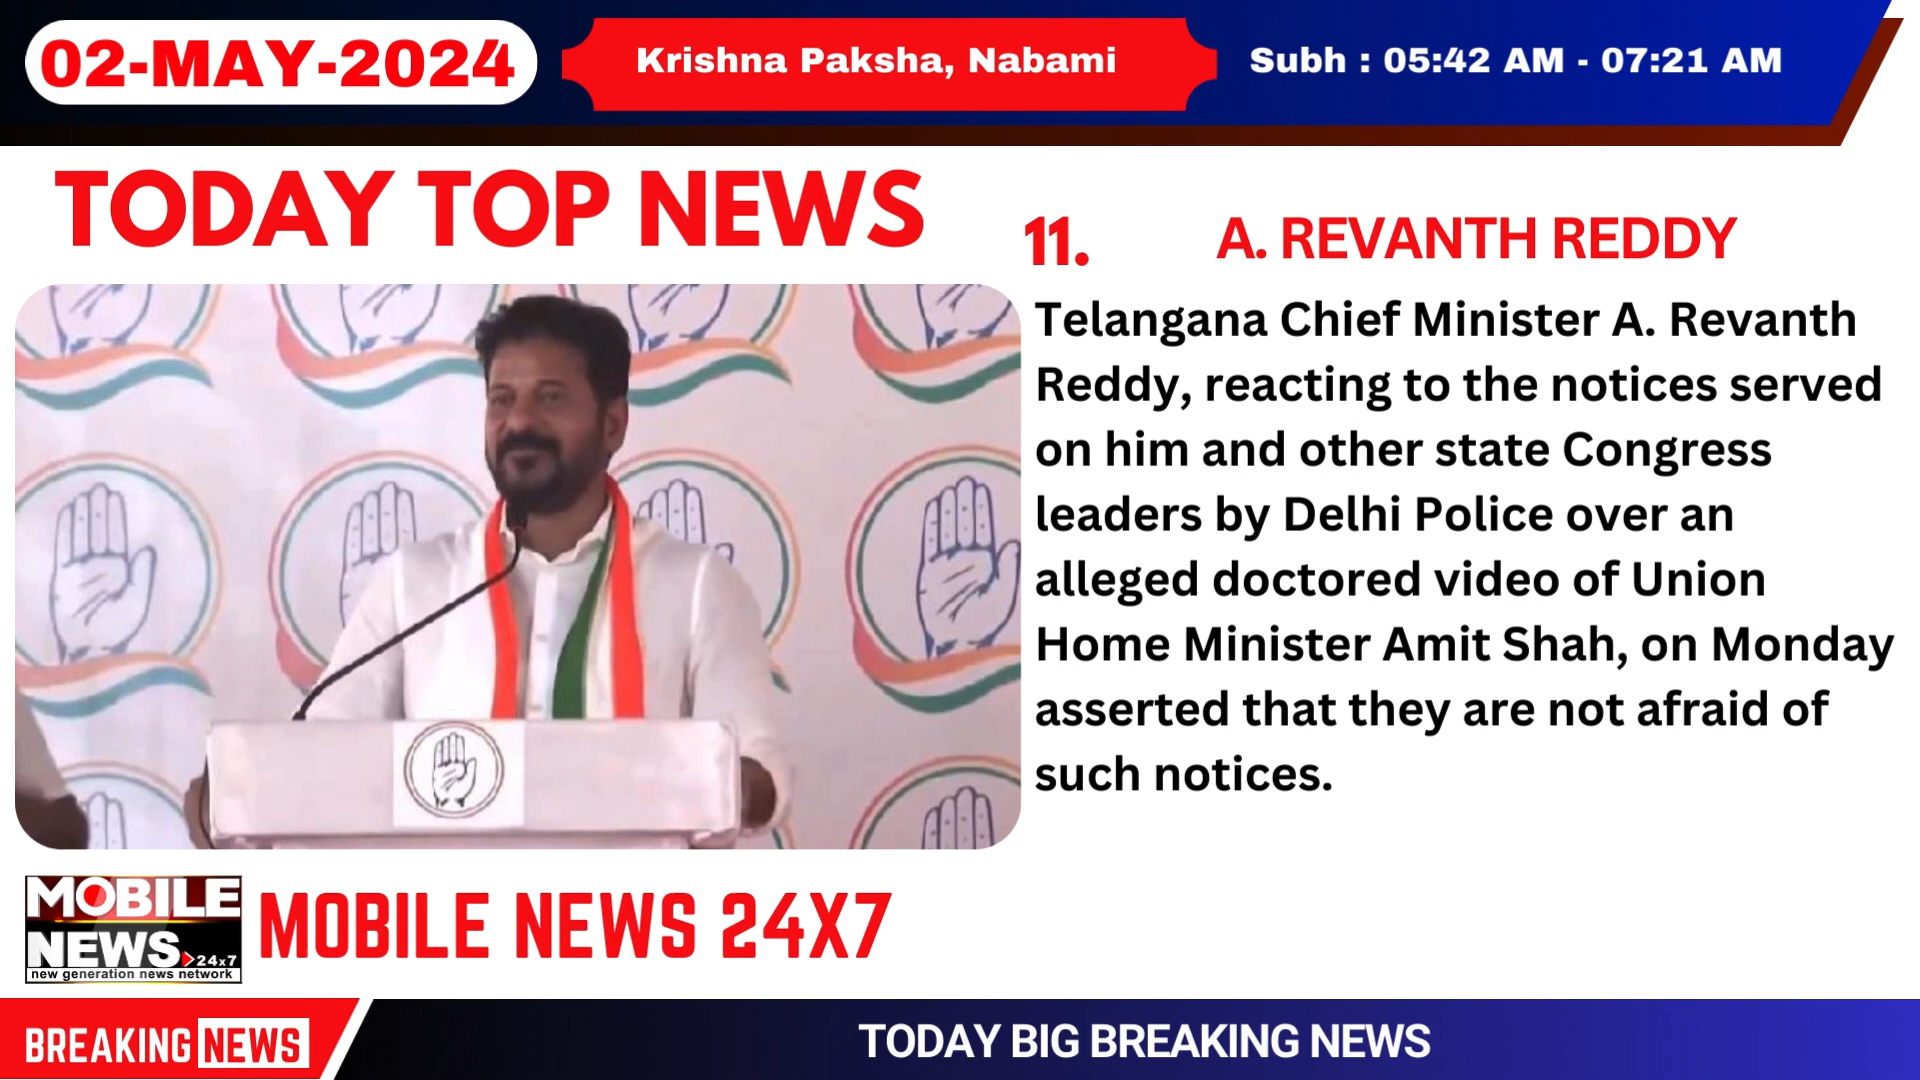 02-MAY-2024
Krishna Paksha, Nabami
Subh : 05:42 AM - 07:21 AM
TODAY TOP NEWS
11. A. REVANTH REDDY
Telangana Chief Minister A. Revanth
Reddy, reacting to the notices served
on him and other state Congress
leaders by Delhi Police over an
alleged doctored video of Union
Home Minister Amit Shah, on Monday
asserted that they are not afraid of
such notices.
MOBILE
NEWS 24x7
new generation news network
MOBILE NEWS 24X7
BREAKING NEWS
TODAY BIG BREAKING NEWS